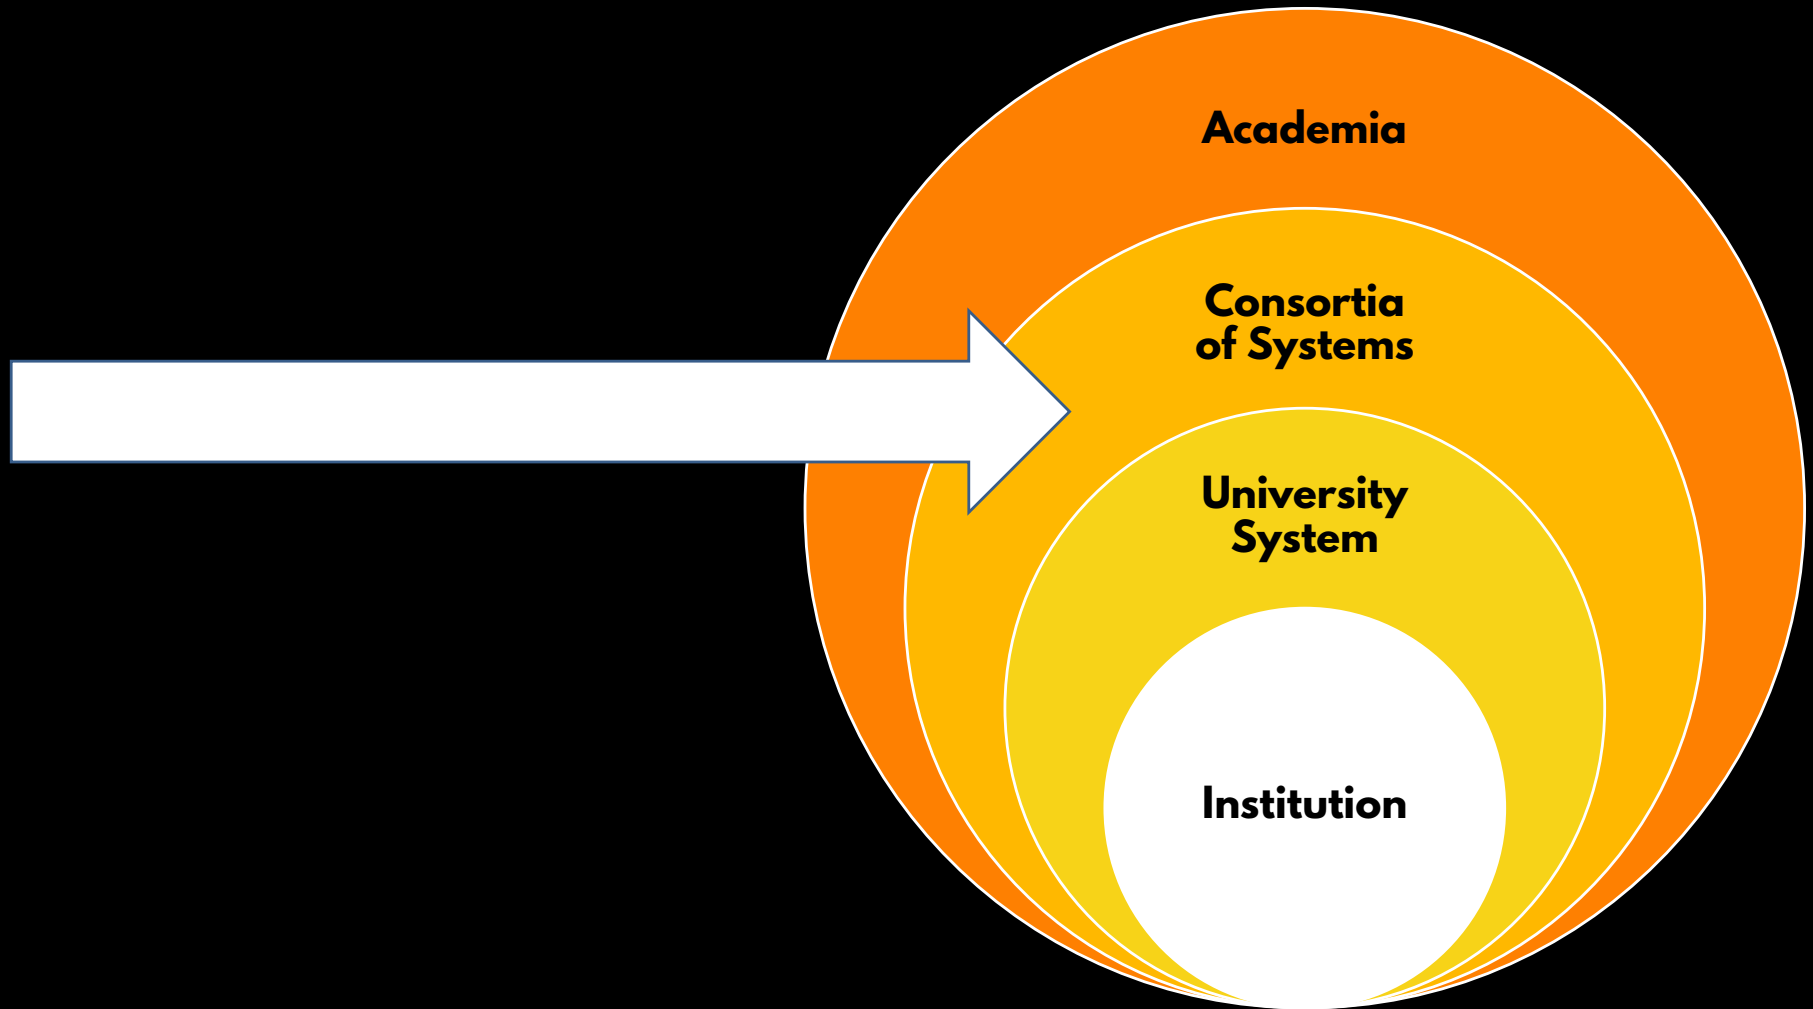 Academia
Consortia
of Systems
University
System
Institution